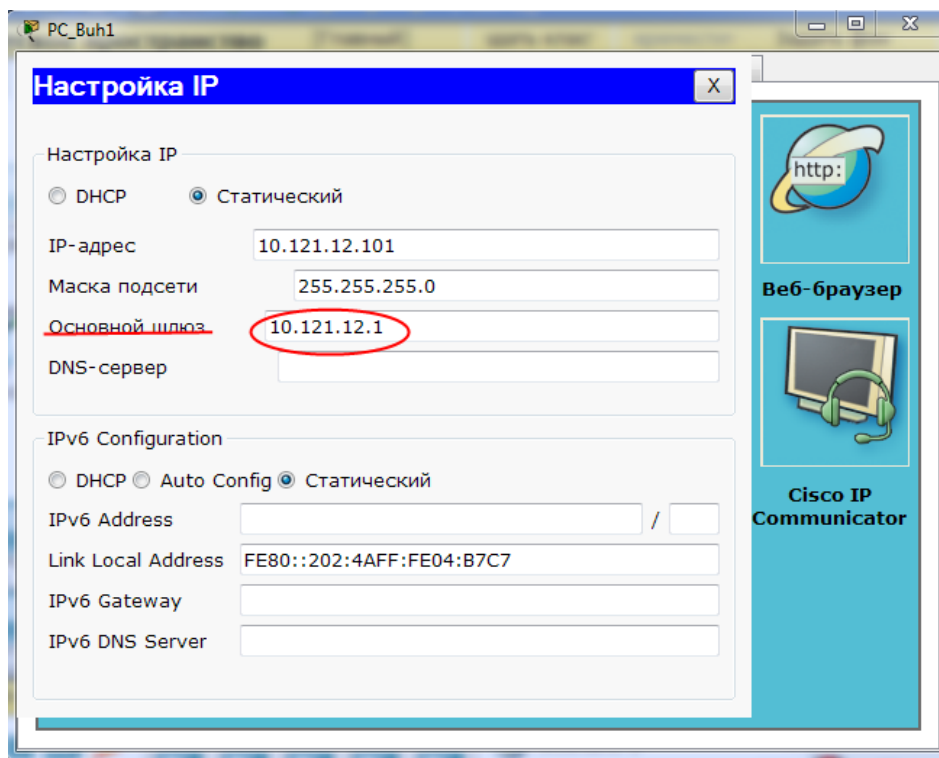 PC_Buh1
Настройка IP
X
Настройка IP
DHCP
Статический
IP-адрес
10.121.12.101
Маска подсети
255.255.255.0
Основной шлюз
10.121.12.1
DNS-сервер
IPv6 Configuration
DHCP
Auto Config
Статический
IPv6 Address
/
Link Local Address
FE80::202:4AFF:FE04:B7C7
IPv6 Gateway
IPv6 DNS Server
http:
Веб-браузер
Cisco IP
Communicator